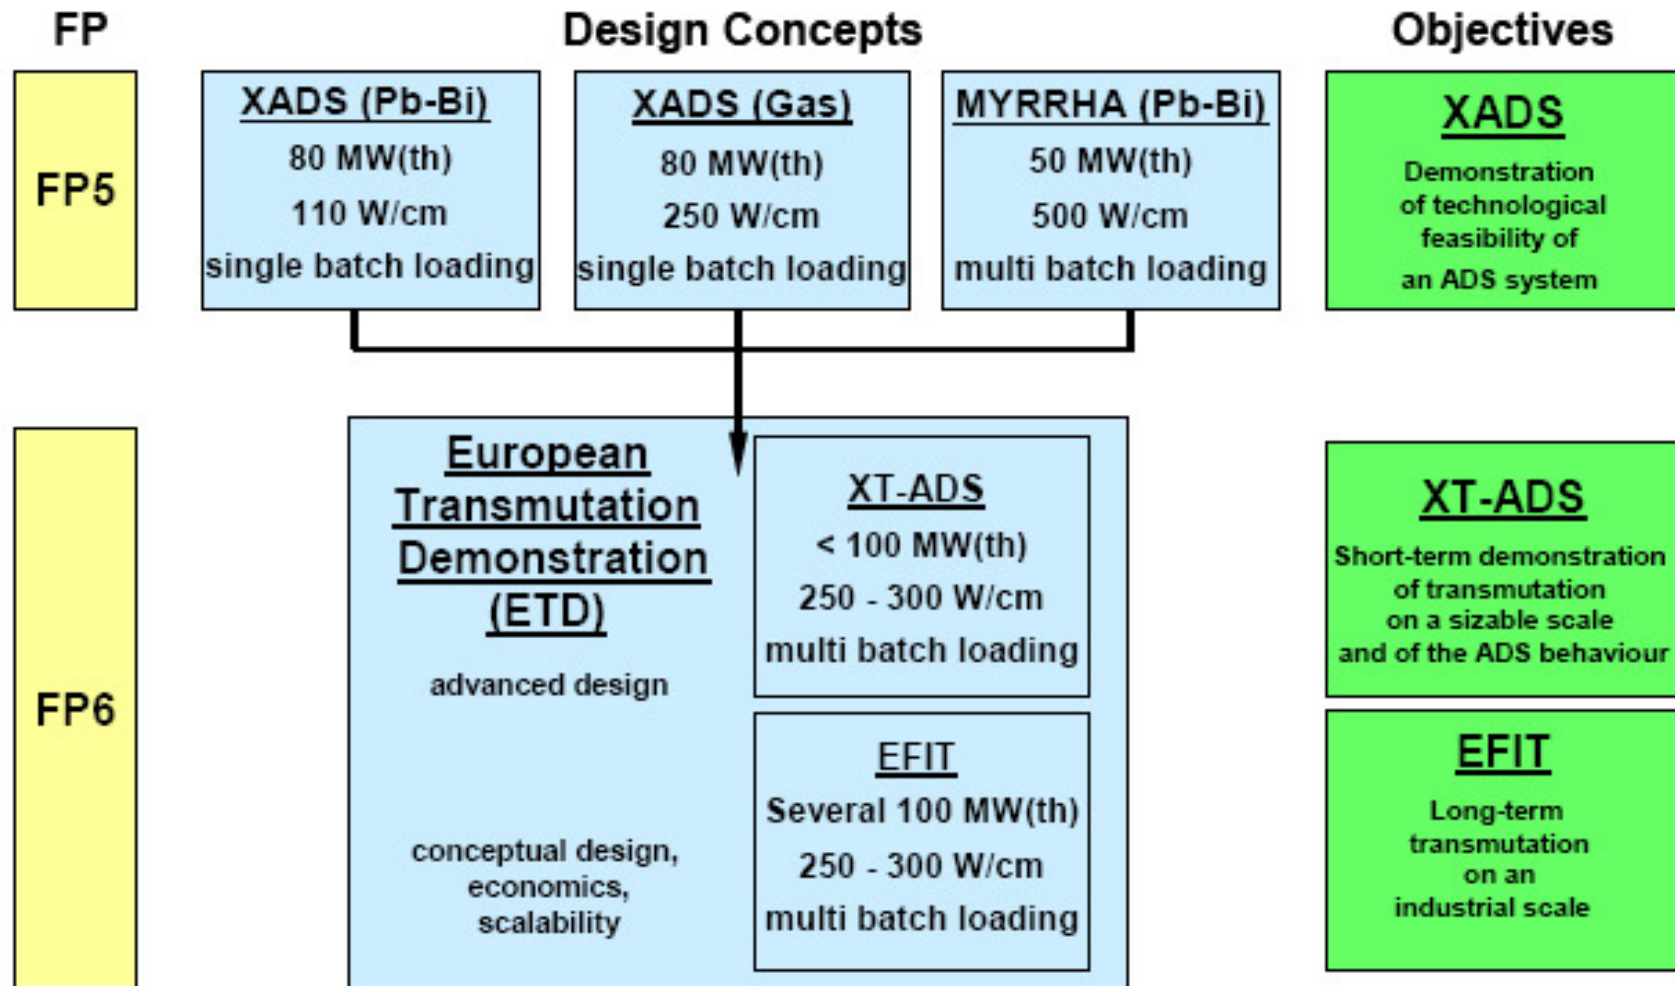 FP
Design Concepts
Objectives
FP5
XADS (Pb-Bi)
80 MW(th)
110 W/cm
single batch loading
XADS (Gas)
80 MW(th)
250 W/cm
single batch loading
MYRRHA (Pb-Bi)
50 MW(th)
500 W/cm
multi batch loading
XADS
Demonstration
of technological
feasibility of
an ADS system
FP6
European
Transmutation
Demonstration
(ETD)
advanced design
conceptual design,
economics,
scalability
XT-ADS
< 100 MW(th)
250 - 300 W/cm
multi batch loading
EFIT
Several 100 MW(th)
250 - 300 W/cm
multi batch loading
XT-ADS
Short-term demonstration
of transmutation
on a sizable scale
and of the ADS behaviour
EFIT
Long-term
transmutation
on an
industrial scale